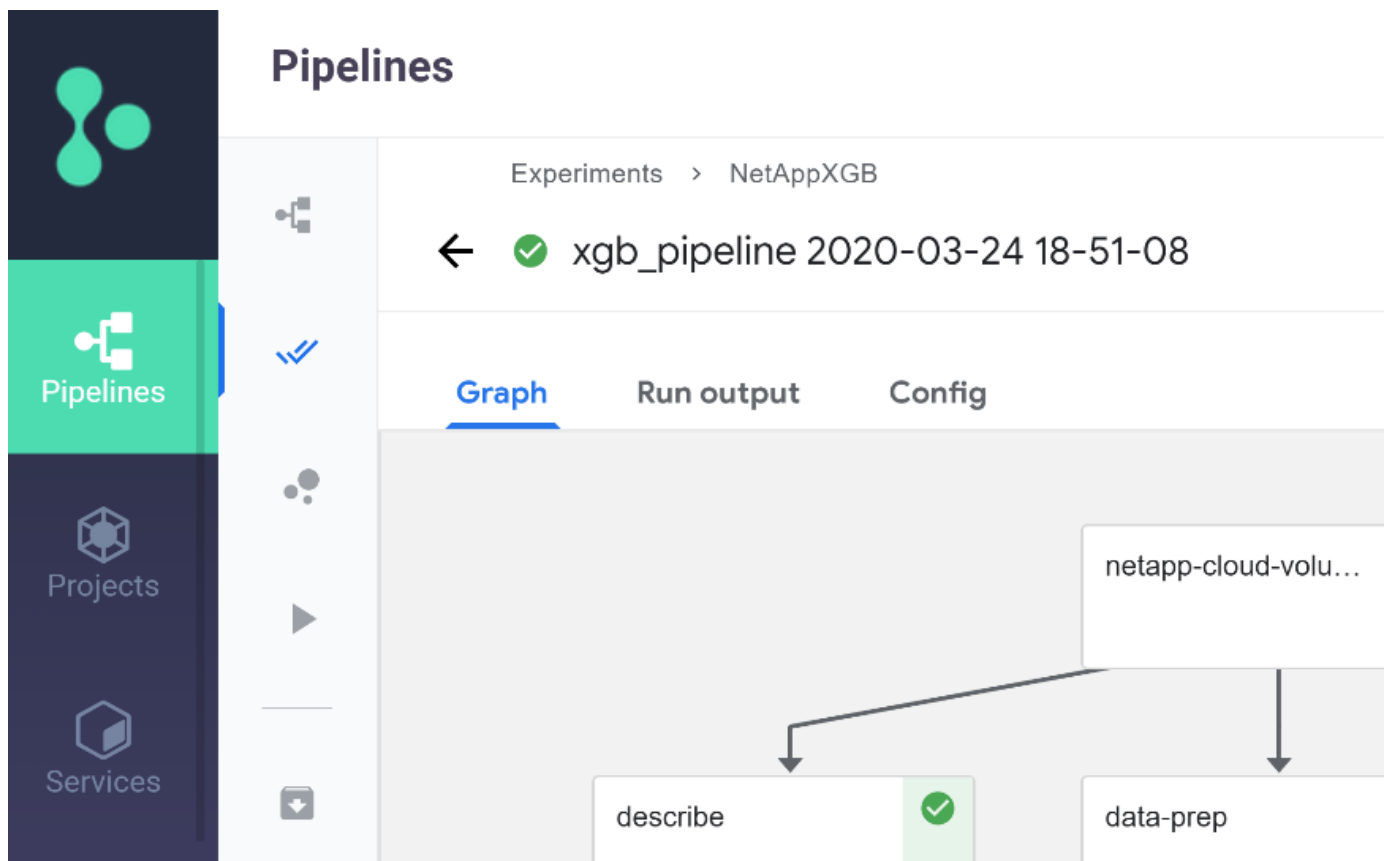 Pipelines
Experiments > NetAppXGB
xgb_pipeline 2020-03-24 18-51-08
Pipelines
Graph Run output Config
netapp-cloud-volu…
Projects
Services
describe
data-prep